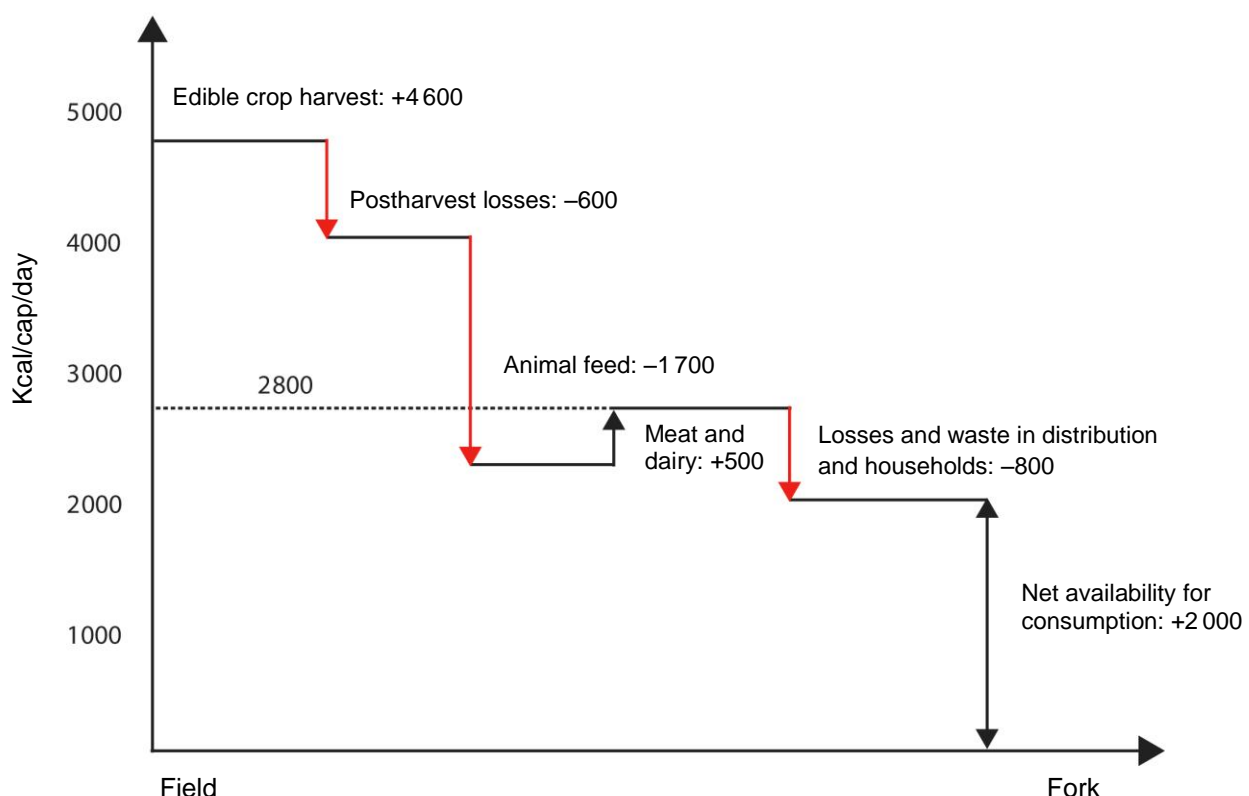 Edible crop harvest: +4 600
5000
Postharvest losses: –600
4000
Kcal/cap/day
Animal feed: –1 700
3000
2800
Meat and
dairy: +500
Losses and waste in distribution
and households: –800
2000
Net availability for
consumption: +2 000
1000
Field
Fork